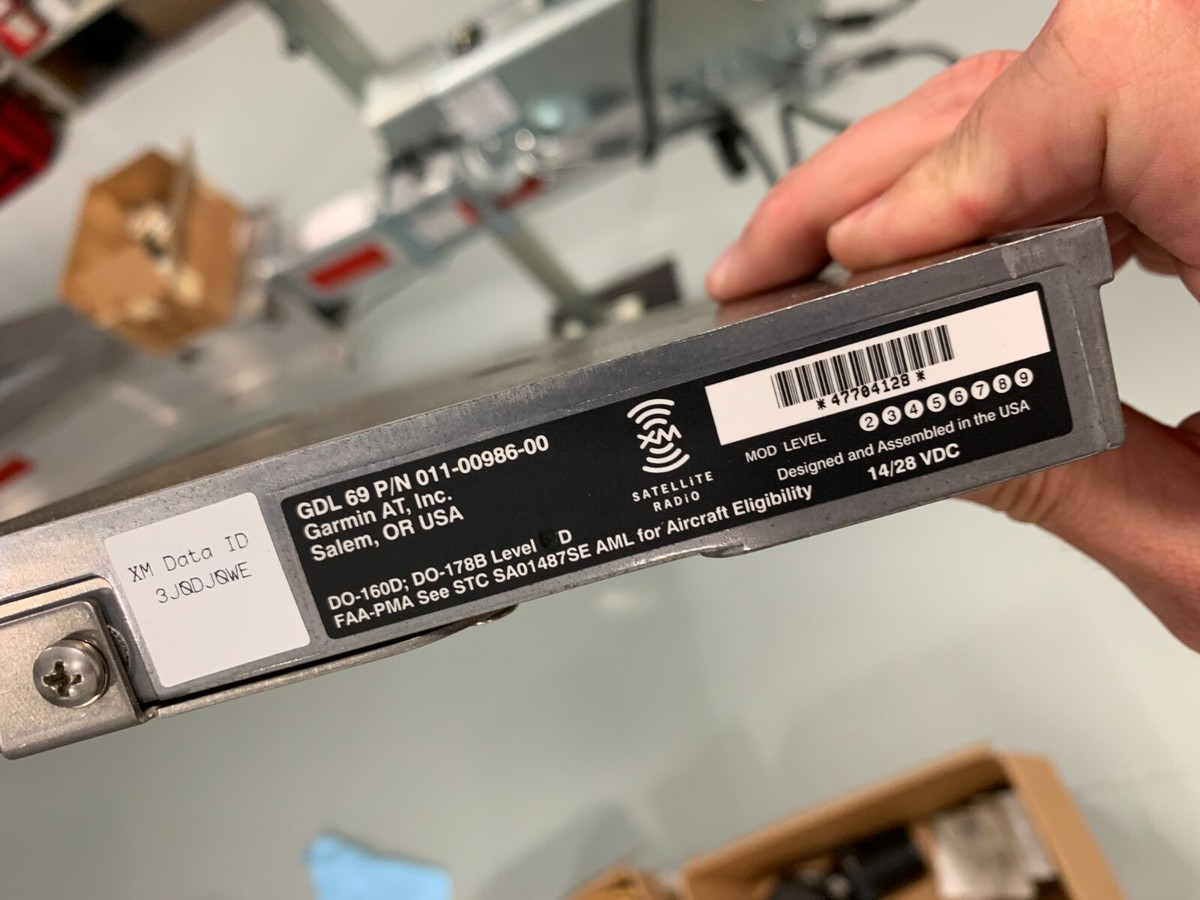 XM Data ID
3JQDJQWE
GDL 69 P/N 011-00986-00
Garmin AT, Inc.
Salem, OR USA
DO-160D; DO-178B Level D
FAA-PMA See STC SA01487SE AML for Aircraft Eligibility
XM
SATELLiTE
RADiO
*47704128*
MOD LEVEL 2 3 4 5 6 7 8 9
Designed and Assembled in the USA
14/28 VDC